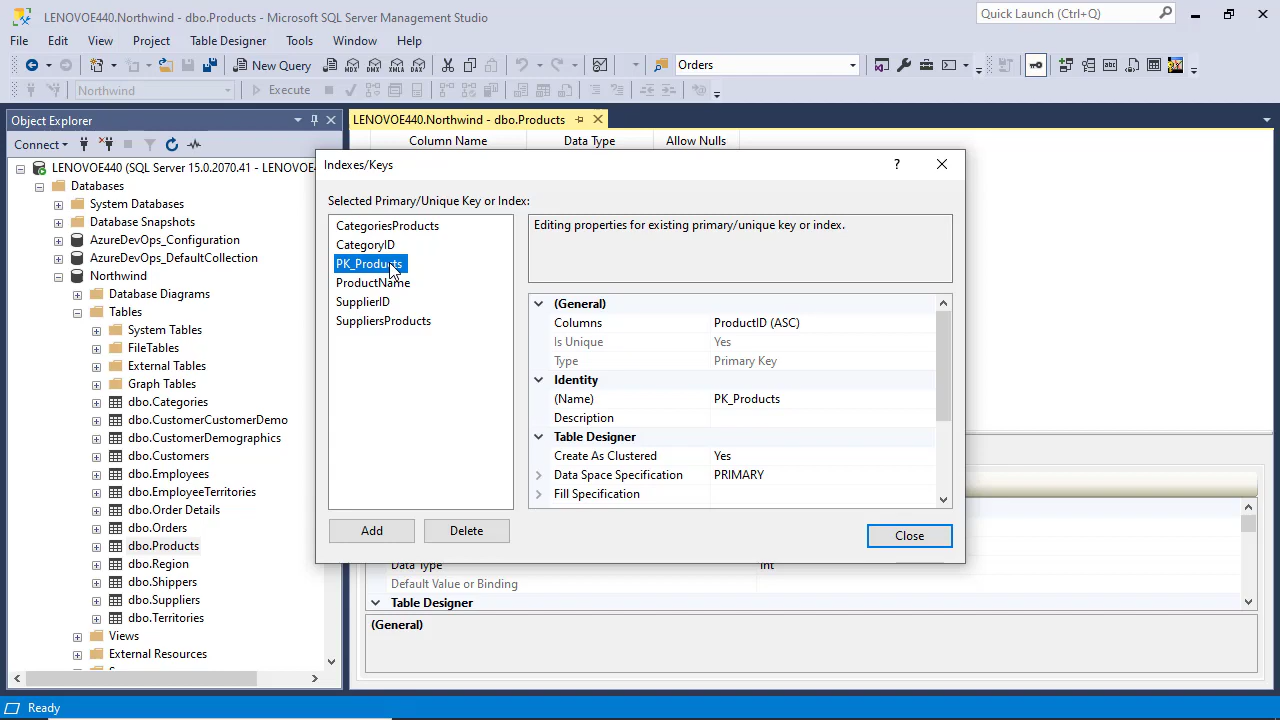 LENOVOE440.Northwind - dbo.Products - Microsoft SQL Server Management Studio
Quick Launch (Ctrl+Q)
File Edit View Project Table Designer Tools Window Help
New Query
MDX
DMX
XMLA
DAX
Orders
Northwind
Execute
Object Explorer
Connect
LENOVOE440 (SQL Server 15.0.2070.41 - LENOVOE4
Databases
System Databases
Database Snapshots
AzureDevOps_Configuration
AzureDevOps_DefaultCollection
Northwind
Database Diagrams
Tables
System Tables
FileTables
External Tables
Graph Tables
dbo.Categories
dbo.CustomerCustomerDemo
dbo.CustomerDemographics
dbo.Customers
dbo.Employees
dbo.EmployeeTerritories
dbo.Order Details
dbo.Orders
dbo.Products
dbo.Region
dbo.Shippers
dbo.Suppliers
dbo.Territories
Views
External Resources
LENOVOE440.Northwind - dbo.Products
Column Name Data Type Allow Nulls
Indexes/Keys
?
Selected Primary/Unique Key or Index:
CategoriesProducts
CategoryID
PK_Products
ProductName
SupplierID
SuppliersProducts
Add Delete
Editing properties for existing primary/unique key or index.
(General)
Columns ProductID (ASC)
Is Unique Yes
Type Primary Key
Identity
(Name) PK_Products
Description
Table Designer
Create As Clustered Yes
Data Space Specification PRIMARY
Fill Specification
Close
Data Type int
Default Value or Binding
Table Designer
(General)
Ready